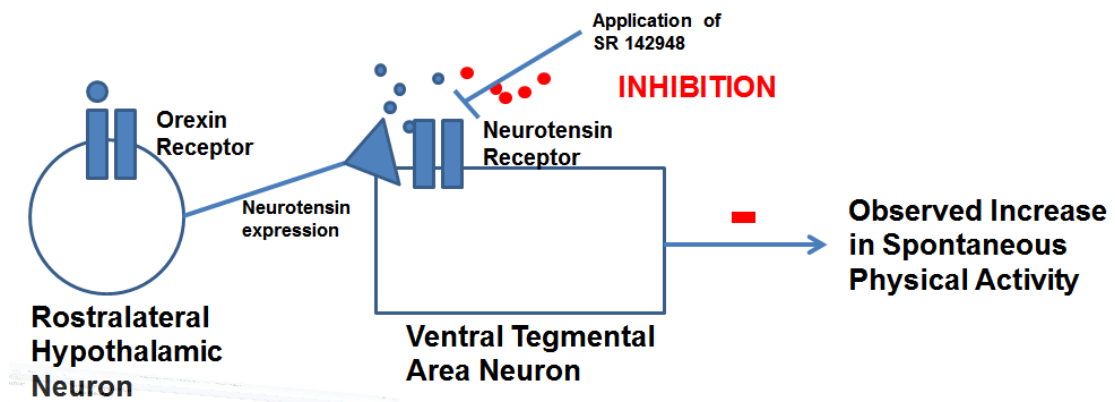 Application of
SR 142948
INHIBITION
Orexin
Receptor
Neurotensin
Receptor
Neurotensin
expression
Observed Increase
in Spontaneous
Physical Activity
Rostralateral
Hypothalamic
Neuron
Ventral Tegmental
Area Neuron